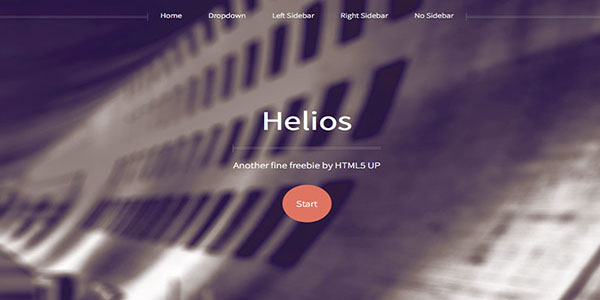 Home Dropdown Left Sidebar Right Sidebar No Sidebar
Helios
Another fine freebie by HTML5 UP
Start